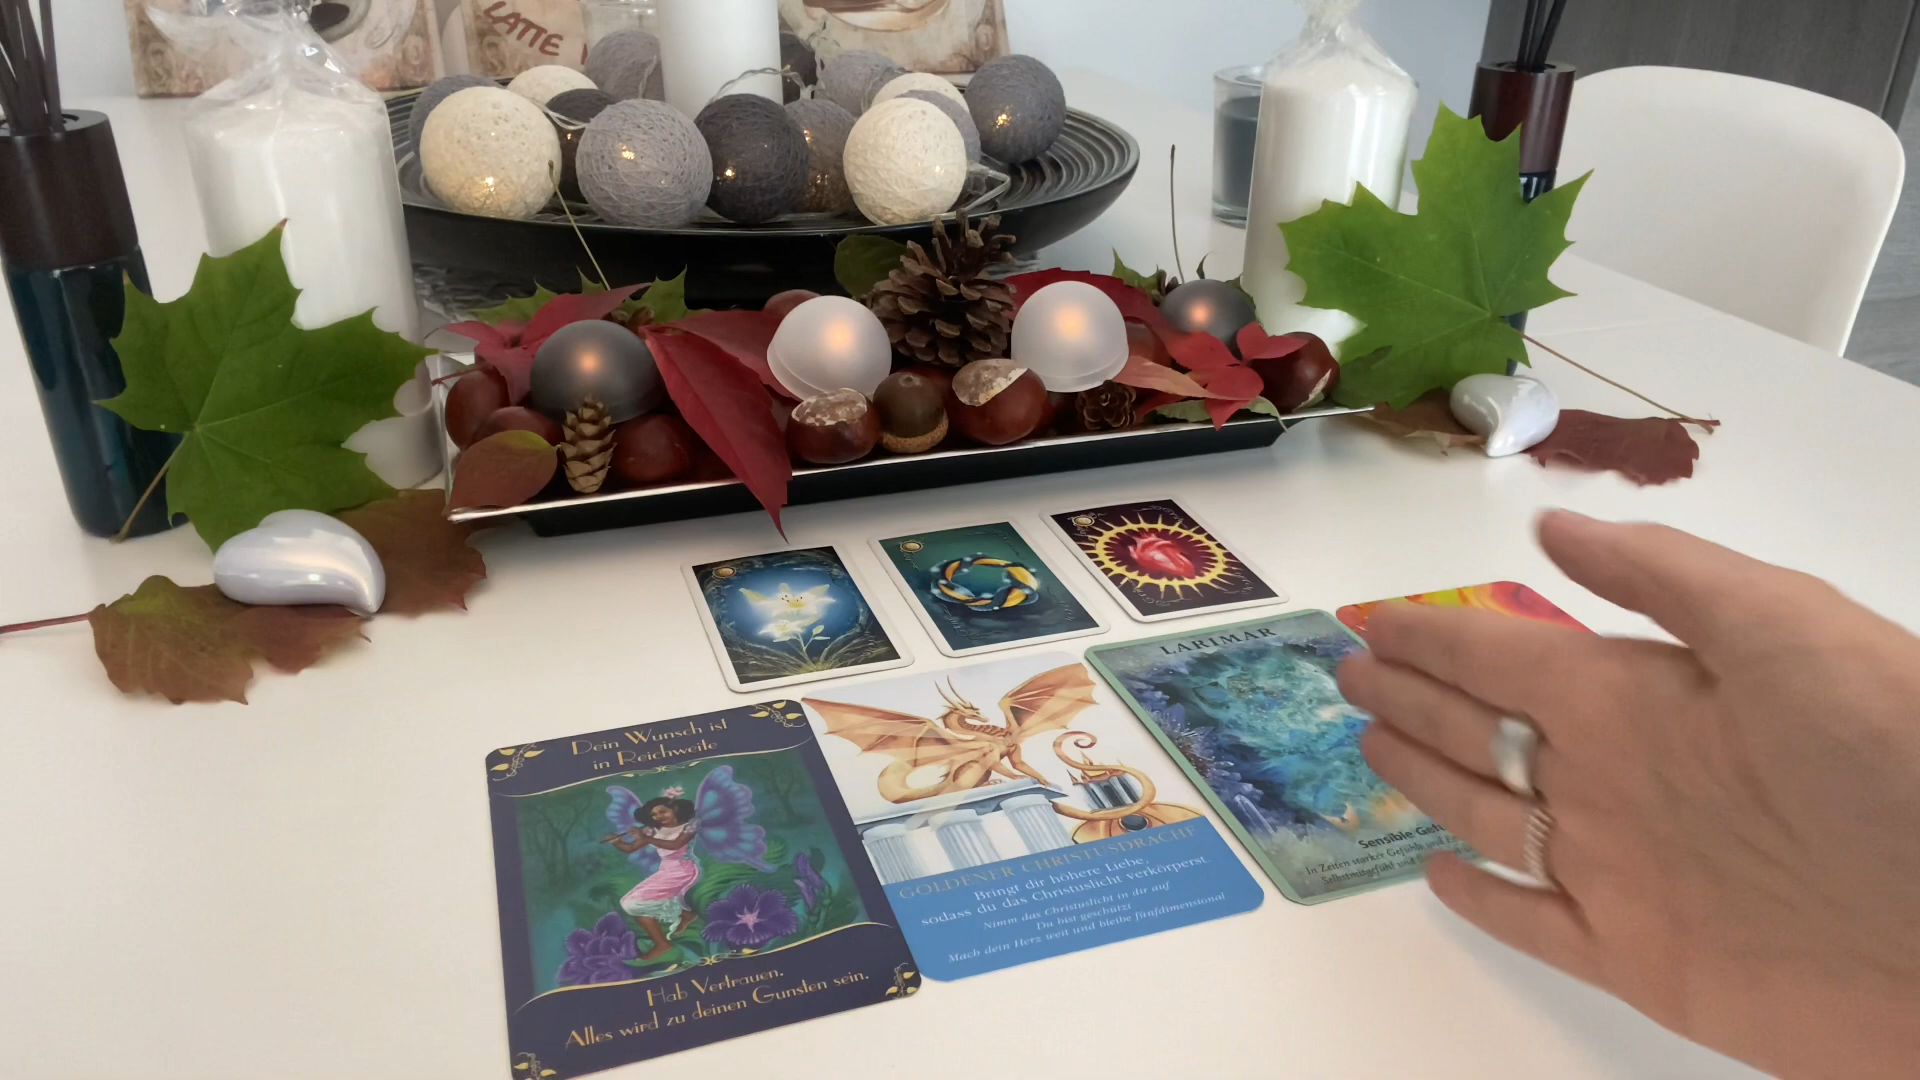 LATTE
Dein Wunsch ist
in Reichweite
Hab Vertrauen.
Alles wird zu deinen Gunsten sein.
GOLDENER CHRISTUSDRACHE
Bringt dir höhere Liebe,
sodass du das Christuslicht verkörperst.
Nimm das Christuslicht in dir auf
Du bist geschützt
Mach dein Herz weit und bleibe fünfdimensional
LARIMAR
Sensible
In Zeiten starker Gefühle und
Selbstmitgefühl und